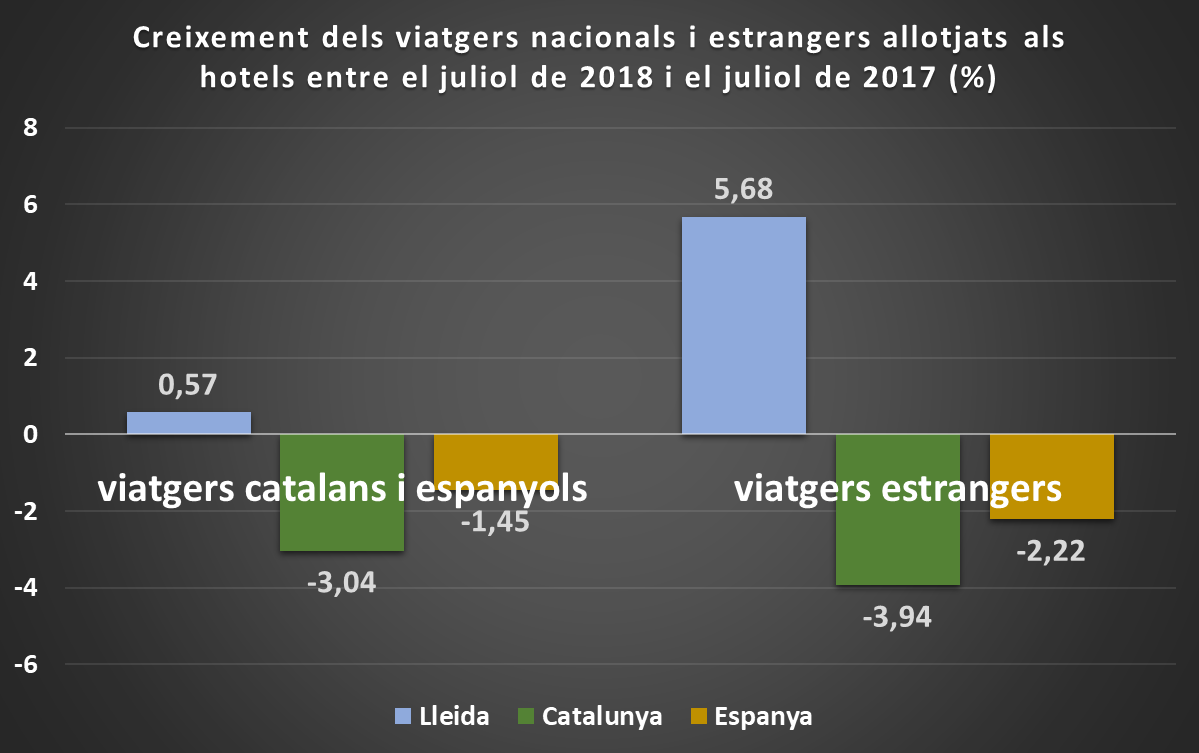 Creixement dels viatgers nacionals i estrangers allotjats als
hotels entre el juliol de 2018 i el juliol de 2017 (%)
8
6
4
2
0
-2
-4
-6
0,57
-3,04
-1,45
5,68
-3,94
-2,22
viatgers catalans i espanyols
viatgers estrangers
Lleida
Catalunya
Espanya